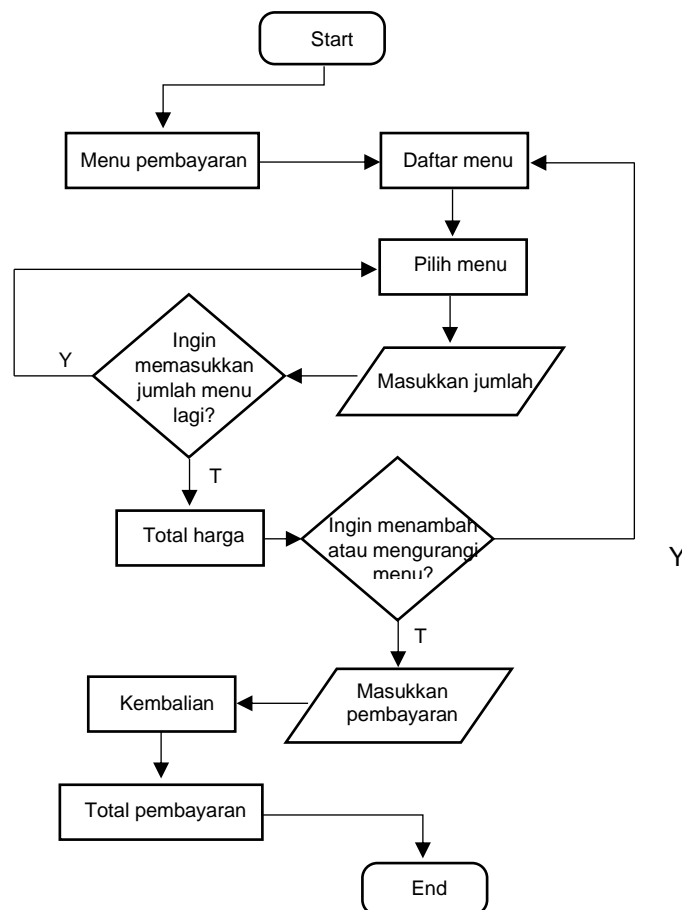 Start
Menu pembayaran
Daftar menu
Pilih menu
Masukkan jumlah
Ingin
memasukkan
jumlah menu
lagi?
Y
T
Total harga
Ingin menambah
atau mengurangi
menu?
Y
T
Masukkan
pembayaran
Kembalian
Total pembayaran
End